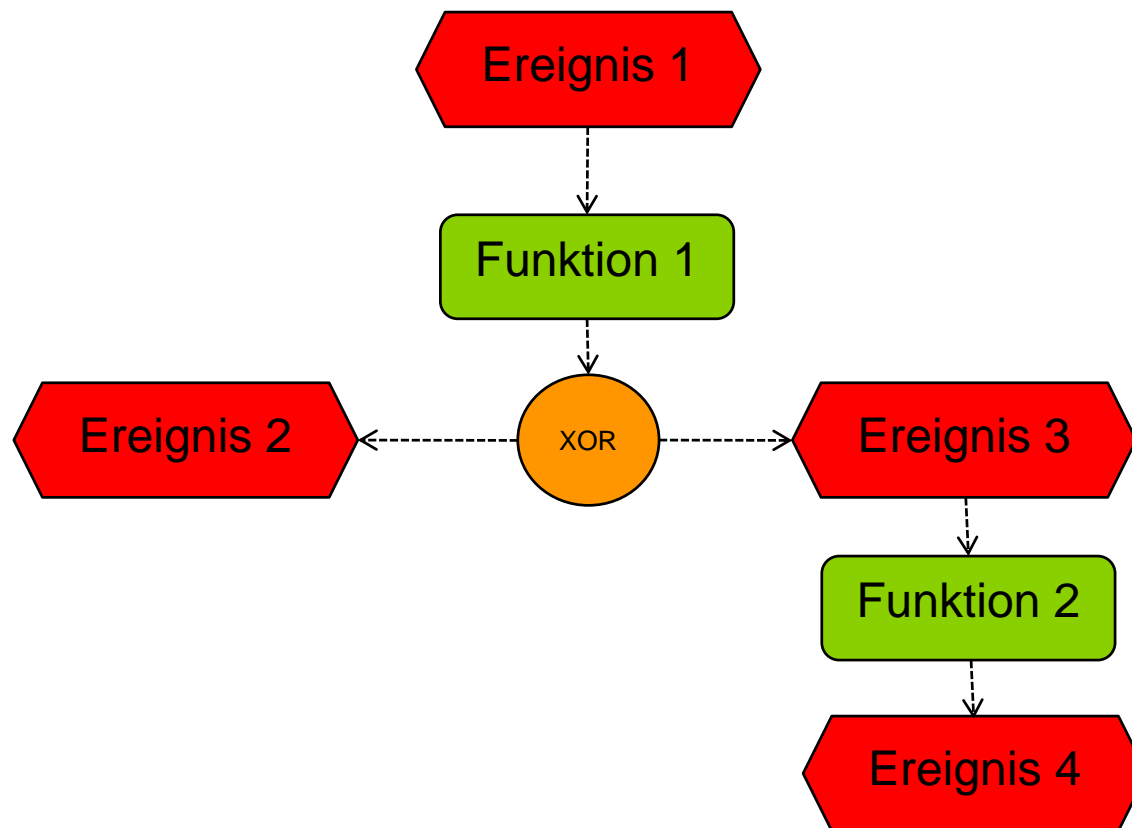 Ereignis 1
Funktion 1
Ereignis 2
XOR
Ereignis 3
Funktion 2
Ereignis 4